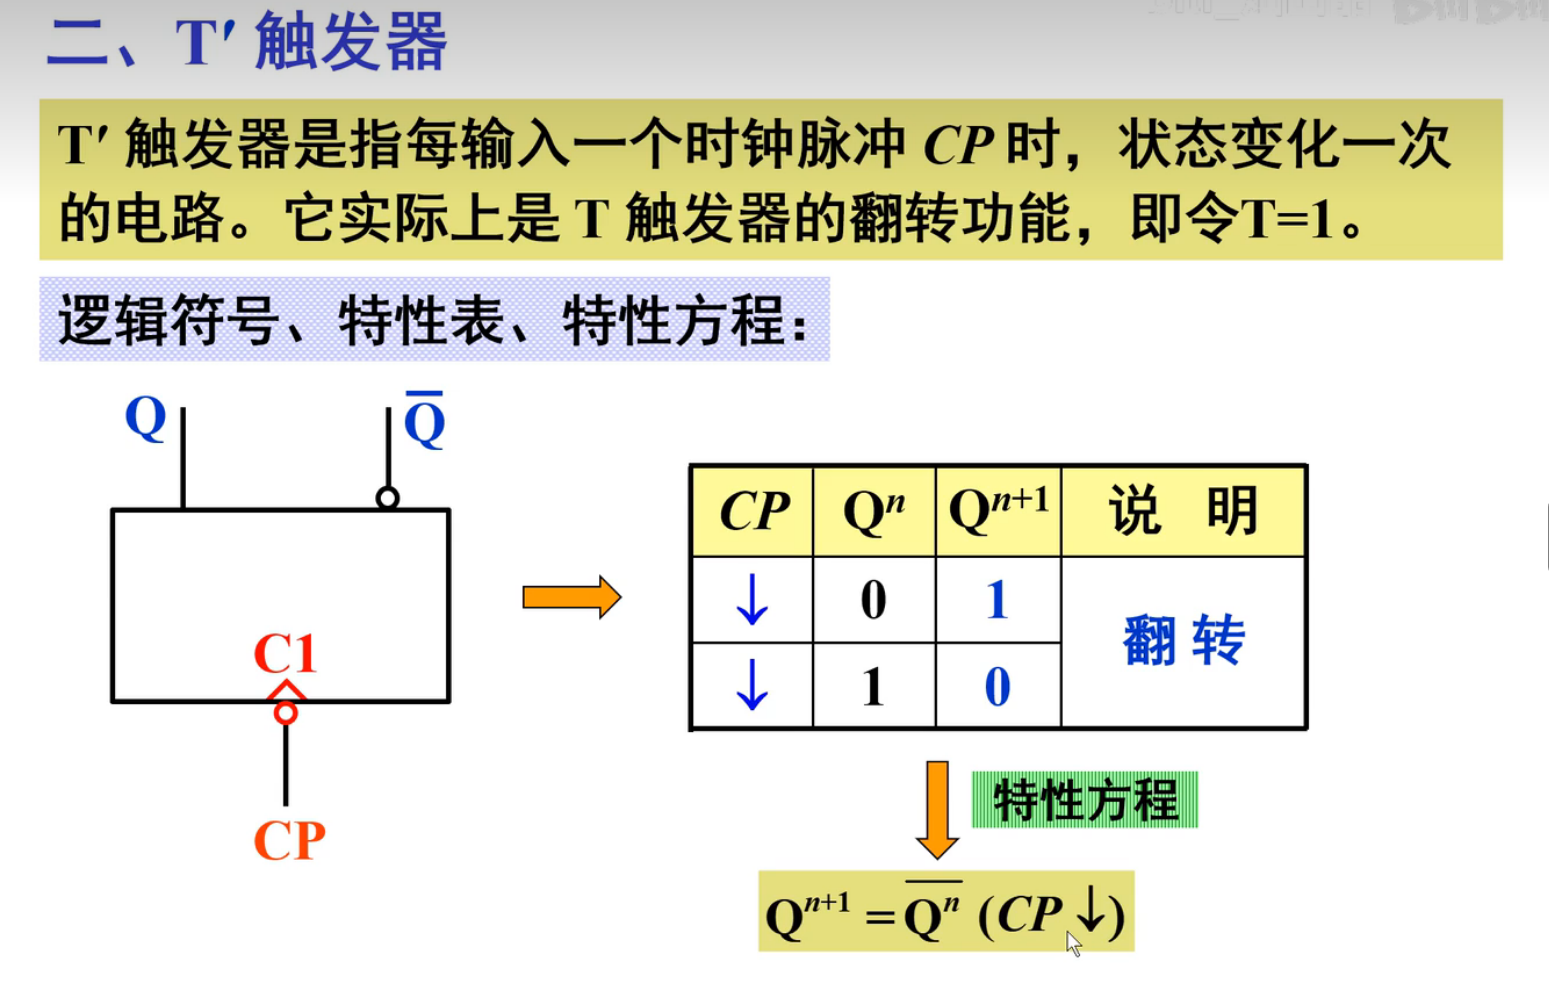 二、T′ 触发器
T′ 触发器是指每输入一个时钟脉冲 CP 时，状态变化一次
的电路。它实际上是 T 触发器的翻转功能，即令T=1。
逻辑符号、特性表、特性方程：
Q Q̅
CP Qⁿ Qⁿ⁺¹ 说 明
↓ 0 1
翻 转
↓ 1 0
C1
CP
特性方程
Qⁿ⁺¹ = \overline{Qⁿ} (CP↓)